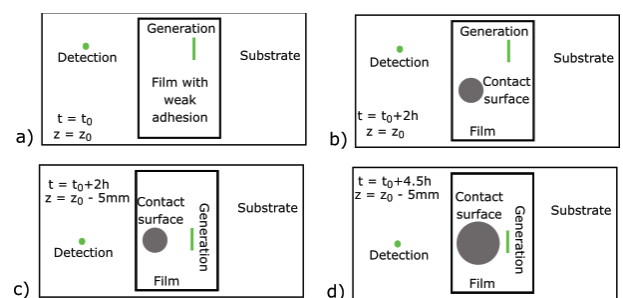 Generation
Detection
Substrate
Film with
weak
adhesion
t = t0
z = z0
a)
Generation
Detection
Substrate
Contact
surface
t = t0+2h
z = z0
Film
b)
t = t0+2h
z = z0 - 5mm
Contact
surface
Generation
Substrate
Detection
Film
c)
t = t0+4.5h
z = z0 - 5mm
Contact
surface
Generation
Substrate
Detection
Film
d)